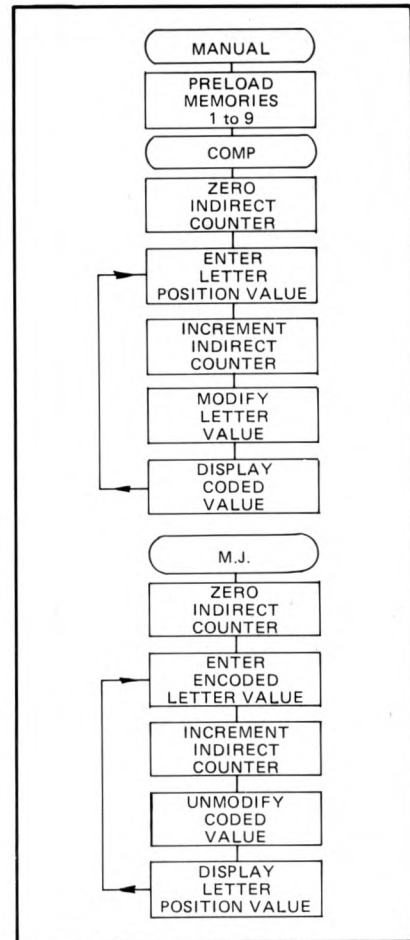 MANUAL
PRELOAD
MEMORIES
1 to 9
COMP
ZERO
INDIRECT
COUNTER
ENTER
LETTER
POSITION VALUE
INCREMENT
INDIRECT
COUNTER
MODIFY
LETTER
VALUE
DISPLAY
CODED
VALUE
M.J.
ZERO
INDIRECT
COUNTER
ENTER
ENCODED
LETTER VALUE
INCREMENT
INDIRECT
COUNTER
UNMODIFY
CODED
VALUE
DISPLAY
LETTER
POSITION VALUE